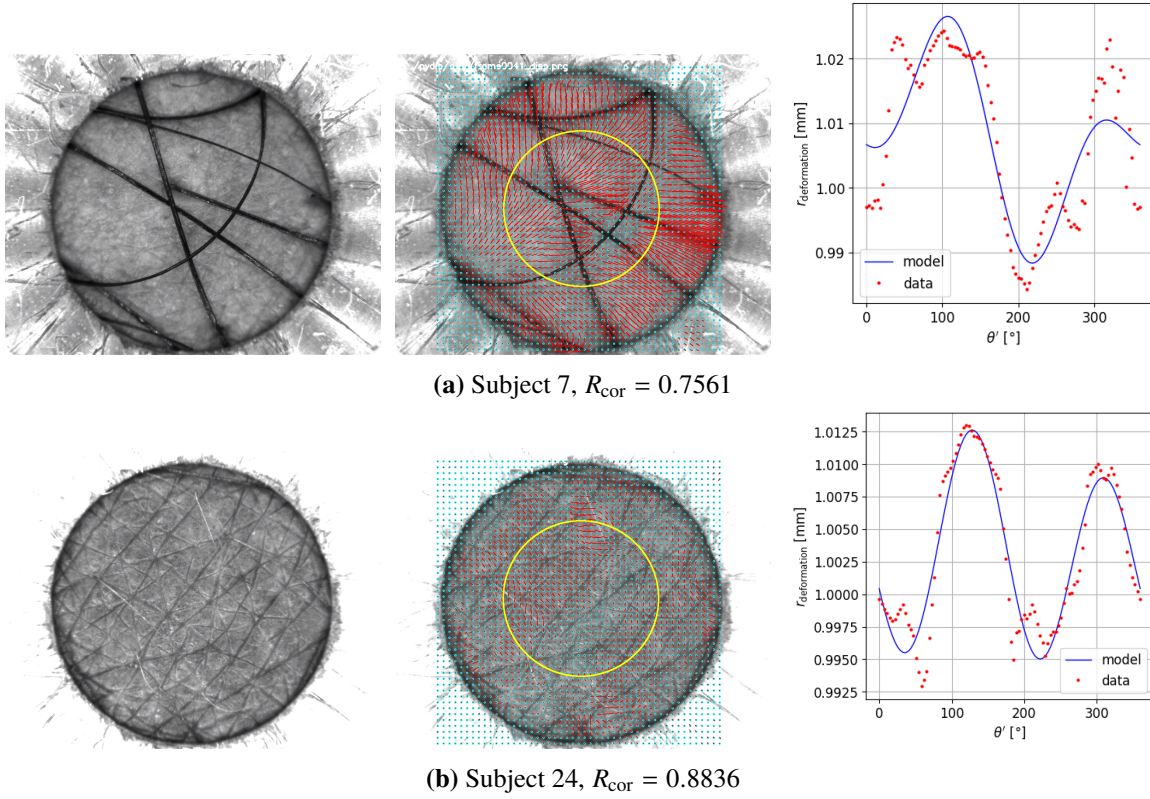 1.02
1.01
1.00
0.99
r_deformation [mm]
model
data
0 100 200 300
θ′ [°]
(a) Subject 7, R_cor = 0.7561
1.0125
1.0100
1.0075
1.0050
1.0025
1.0000
0.9975
0.9950
0.9925
r_deformation [mm]
model
data
0 100 200 300
θ′ [°]
(b) Subject 24, R_cor = 0.8836